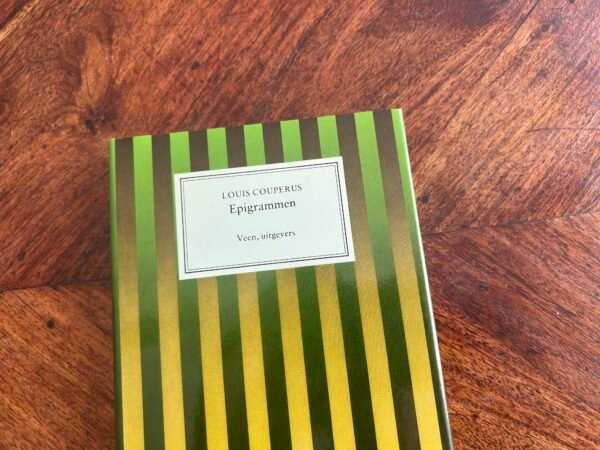 LOUIS COUPERUS
Epigrammen
Veen, uitgevers